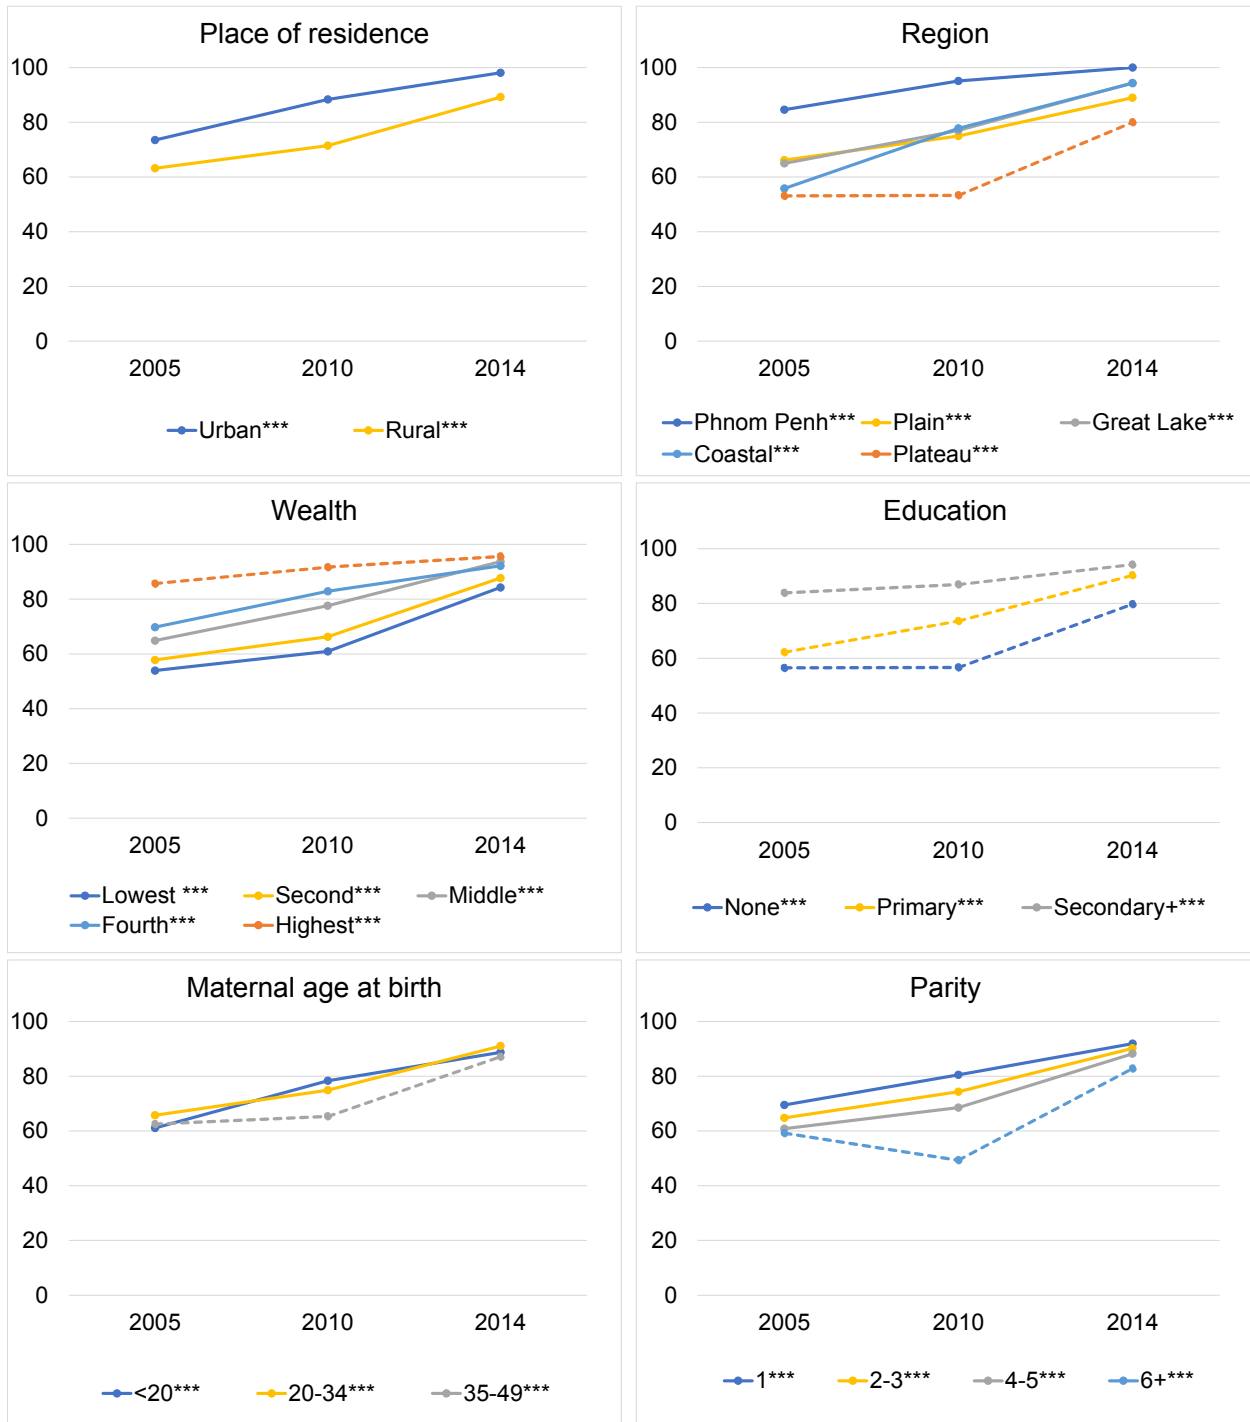 Place of residence
100
80
60
40
20
0
2005 2010 2014
Urban*** Rural***
Region
100
80
60
40
20
0
2005 2010 2014
Phnom Penh*** Plain*** Great Lake***
Coastal*** Plateau***
Wealth
100
80
60
40
20
0
2005 2010 2014
Lowest *** Second*** Middle***
Fourth*** Highest***
Education
100
80
60
40
20
0
2005 2010 2014
None*** Primary*** Secondary+***
Maternal age at birth
100
80
60
40
20
0
2005 2010 2014
<20*** 20-34*** 35-49***
Parity
100
80
60
40
20
0
2005 2010 2014
1*** 2-3*** 4-5*** 6+***